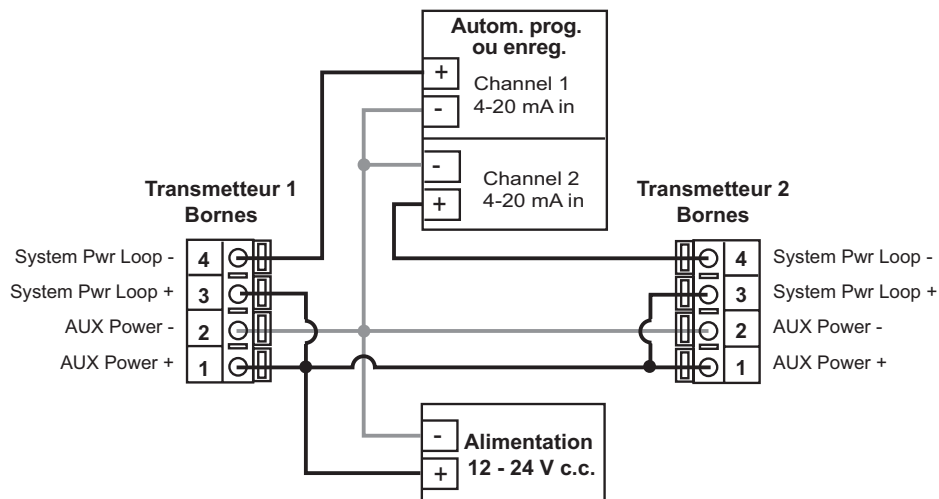 Autom. prog.
ou enreg.
+
Channel 1
4-20 mA in
-
-
Channel 2
4-20 mA in
+
Transmetteur 1
Bornes
System Pwr Loop - 4
System Pwr Loop + 3
AUX Power - 2
AUX Power + 1
Transmetteur 2
Bornes
4 System Pwr Loop -
3 System Pwr Loop +
2 AUX Power -
1 AUX Power +
-
Alimentation
12 - 24 V c.c.
+